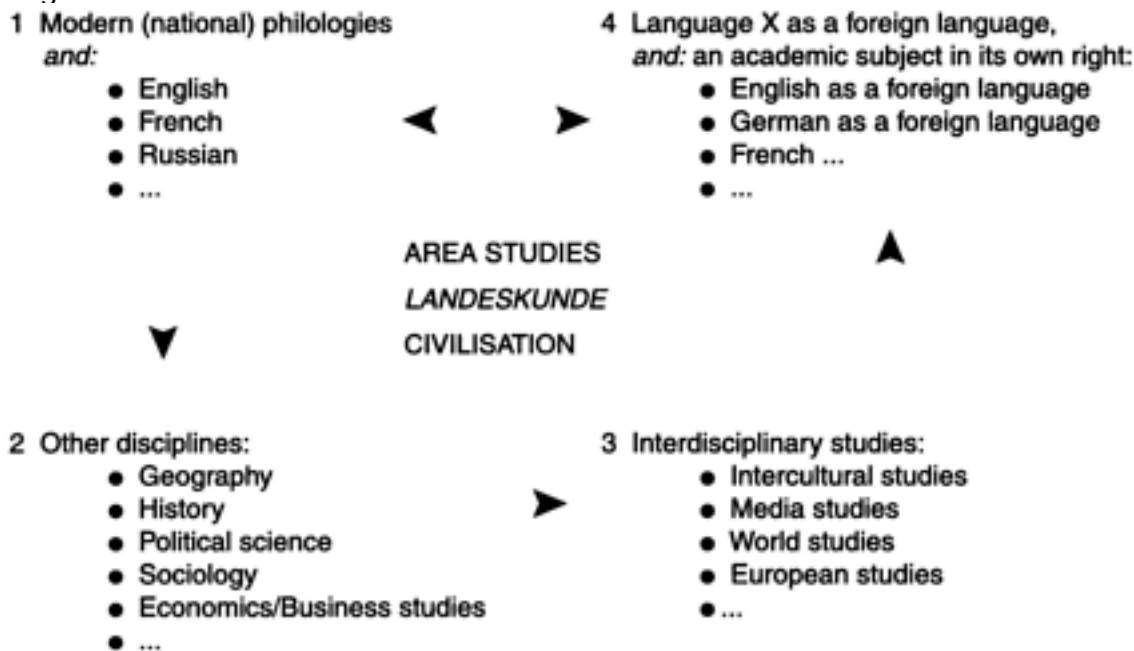 1 Modern (national) philologies
and:
● English
● French
● Russian
● ...
4 Language X as a foreign language,
and: an academic subject in its own right:
● English as a foreign language
● German as a foreign language
● French ...
● ...
AREA STUDIES
LANDESKUNDE
CIVILISATION
2 Other disciplines:
● Geography
● History
● Political science
● Sociology
● Economics/Business studies
● ...
3 Interdisciplinary studies:
● Intercultural studies
● Media studies
● World studies
● European studies
● ...